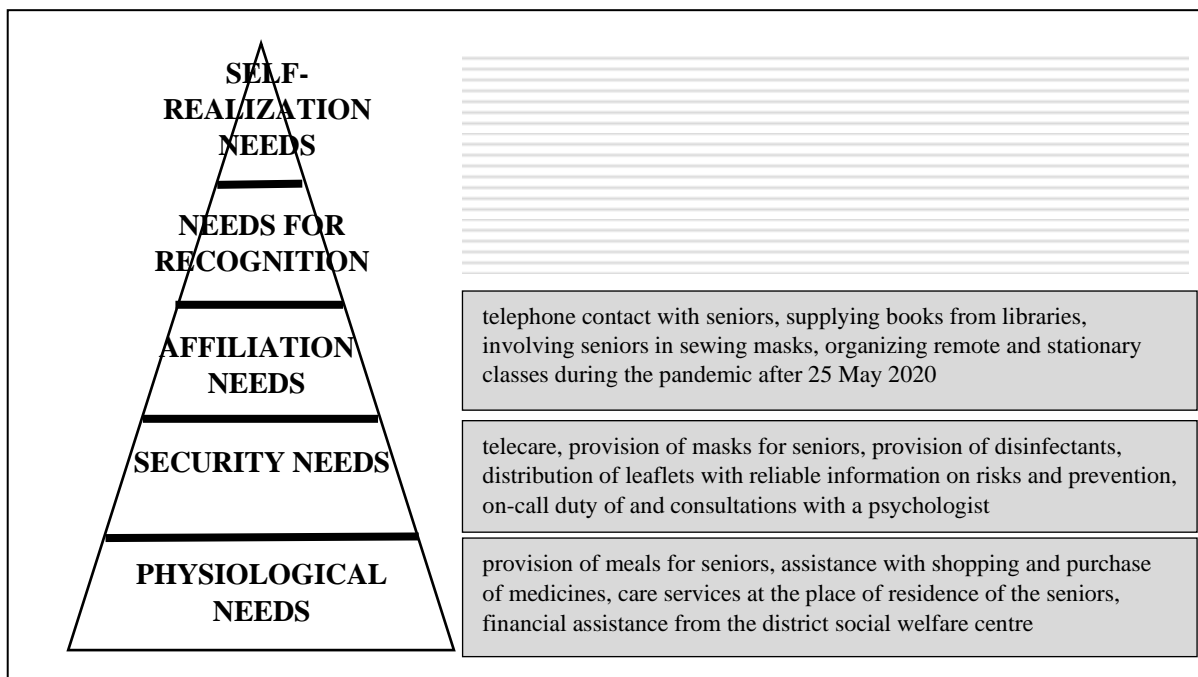 SELF-
REALIZATION
NEEDS
NEEDS FOR
RECOGNITION
AFFILIATION
NEEDS
telephone contact with seniors, supplying books from libraries,
involving seniors in sewing masks, organizing remote and stationary
classes during the pandemic after 25 May 2020
SECURITY NEEDS
telecare, provision of masks for seniors, provision of disinfectants,
distribution of leaflets with reliable information on risks and prevention,
on-call duty of and consultations with a psychologist
PHYSIOLOGICAL
NEEDS
provision of meals for seniors, assistance with shopping and purchase
of medicines, care services at the place of residence of the seniors,
financial assistance from the district social welfare centre